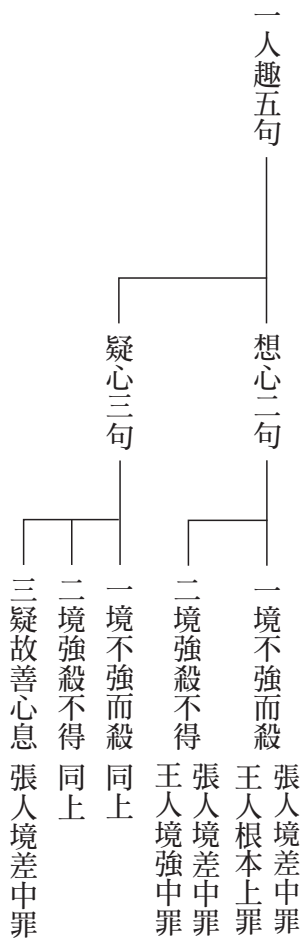 一人趣五句
想心二句
一境不強而殺
張人境差中罪
王人根本上罪
二境強殺不得
張人境差中罪
王人境強中罪
疑心三句
一境不強而殺 同上
二境強殺不得 同上
三疑故善心息 張人境差中罪